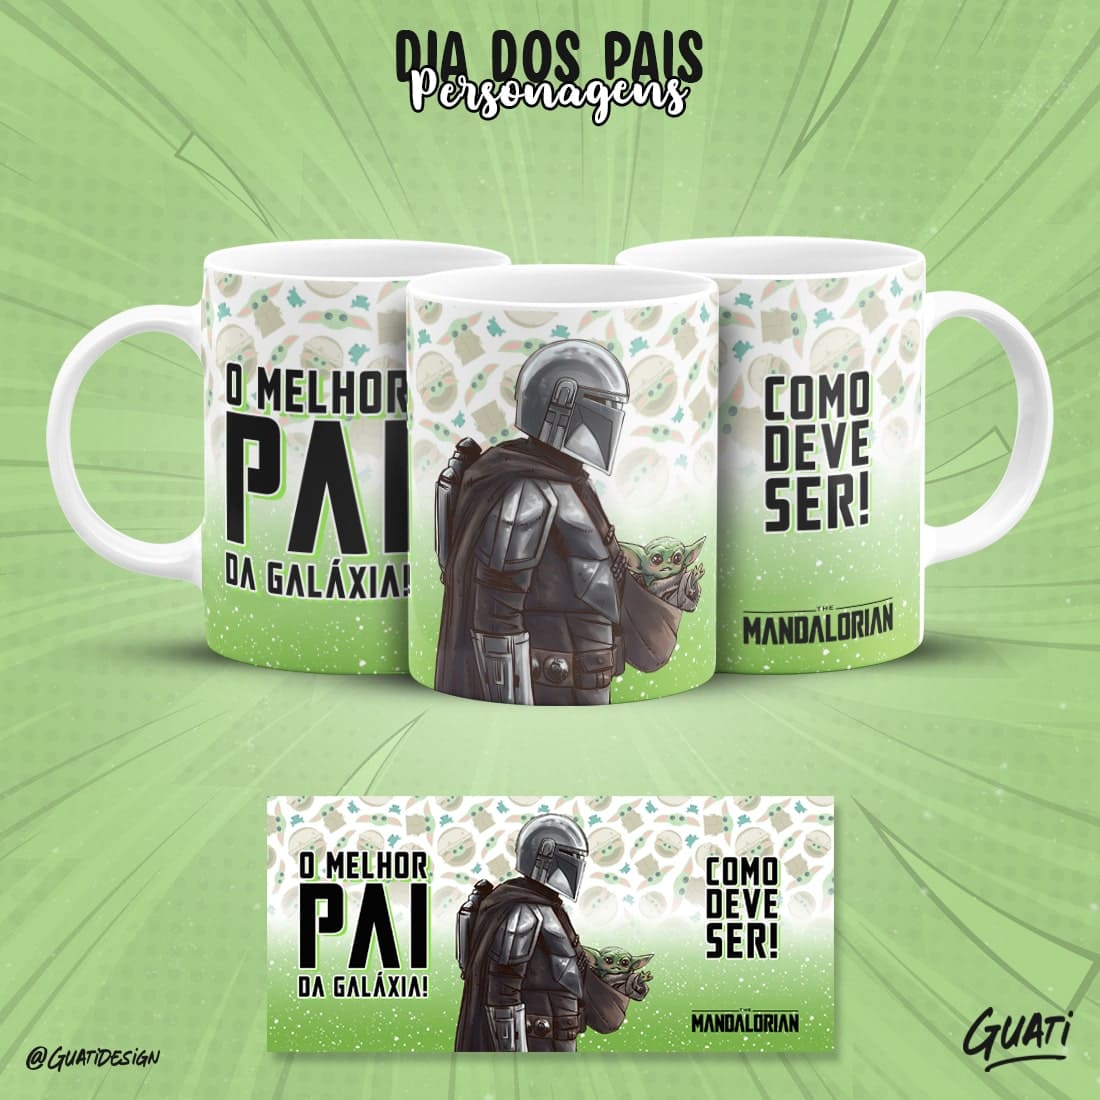 DIA DOS PAIS
Personagens
O MELHOR
PAI
DA GALÁXIA!
COMO
DEVE
SER!
THE
MANDALORIAN
O MELHOR
PAI
DA GALÁXIA!
COMO
DEVE
SER!
THE
MANDALORIAN
@GUATIDESIGN
GUATi